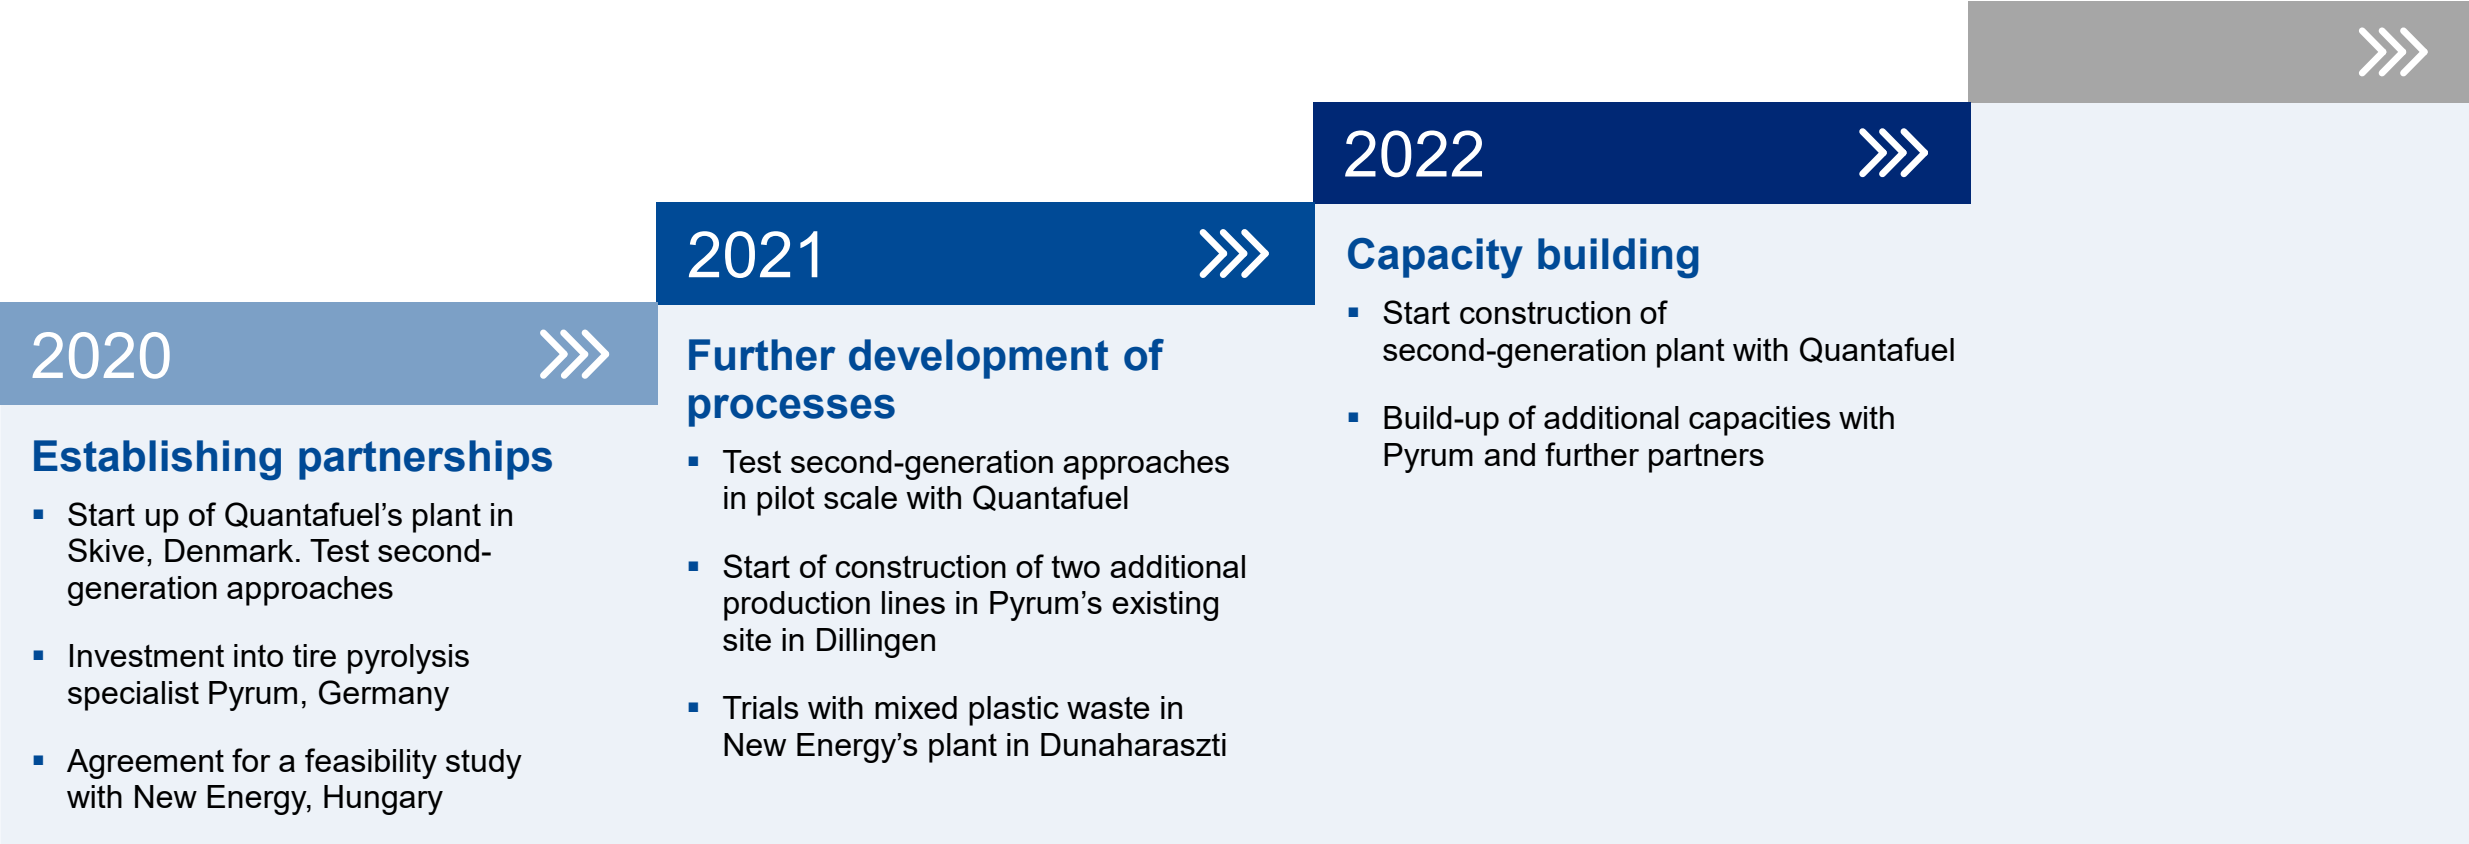 2020
Establishing partnerships
▪ Start up of Quantafuel’s plant in
Skive, Denmark. Test second-
generation approaches
▪ Investment into tire pyrolysis
specialist Pyrum, Germany
▪ Agreement for a feasibility study
with New Energy, Hungary
2021
Further development of
processes
▪ Test second-generation approaches
in pilot scale with Quantafuel
▪ Start of construction of two additional
production lines in Pyrum’s existing
site in Dillingen
▪ Trials with mixed plastic waste in
New Energy’s plant in Dunaharaszti
2022
Capacity building
▪ Start construction of
second-generation plant with Quantafuel
▪ Build-up of additional capacities with
Pyrum and further partners